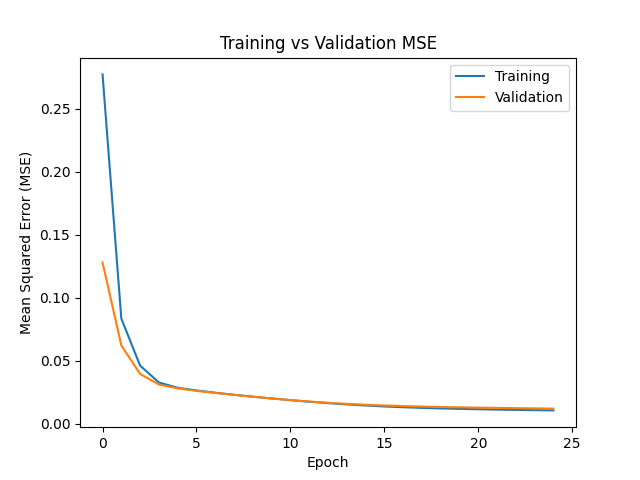 Training vs Validation MSE
Training
Validation
Mean Squared Error (MSE)
0.25
0.20
0.15
0.10
0.05
0.00
0 5 10 15 20 25
Epoch